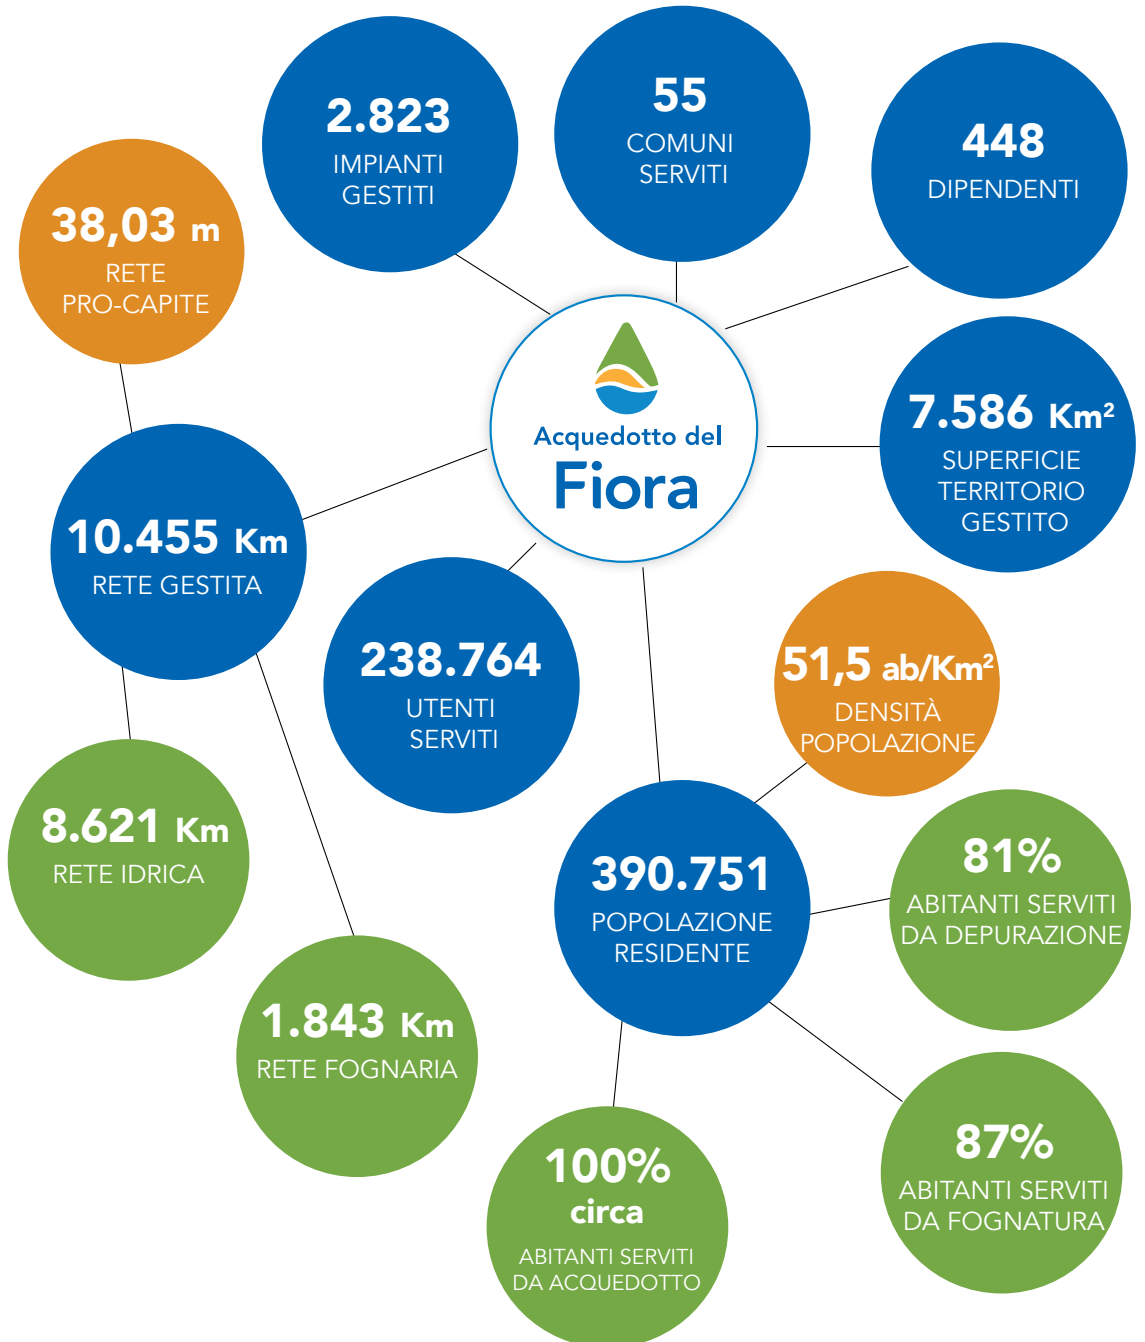 2.823
IMPIANTI
GESTITI
55
COMUNI
SERVITI
448
DIPENDENTI
38,03 m
RETE
PRO-CAPITE
Acquedotto del
Fiora
7.586 Km²
SUPERFICIE
TERRITORIO
GESTITO
10.455 Km
RETE GESTITA
238.764
UTENTI
SERVITI
51,5 ab/Km²
DENSITÀ
POPOLAZIONE
8.621 Km
RETE IDRICA
390.751
POPOLAZIONE
RESIDENTE
81%
ABITANTI SERVITI
DA DEPURAZIONE
1.843 Km
RETE FOGNARIA
100%
circa
ABITANTI SERVITI
DA ACQUEDOTTO
87%
ABITANTI SERVITI
DA FOGNATURA